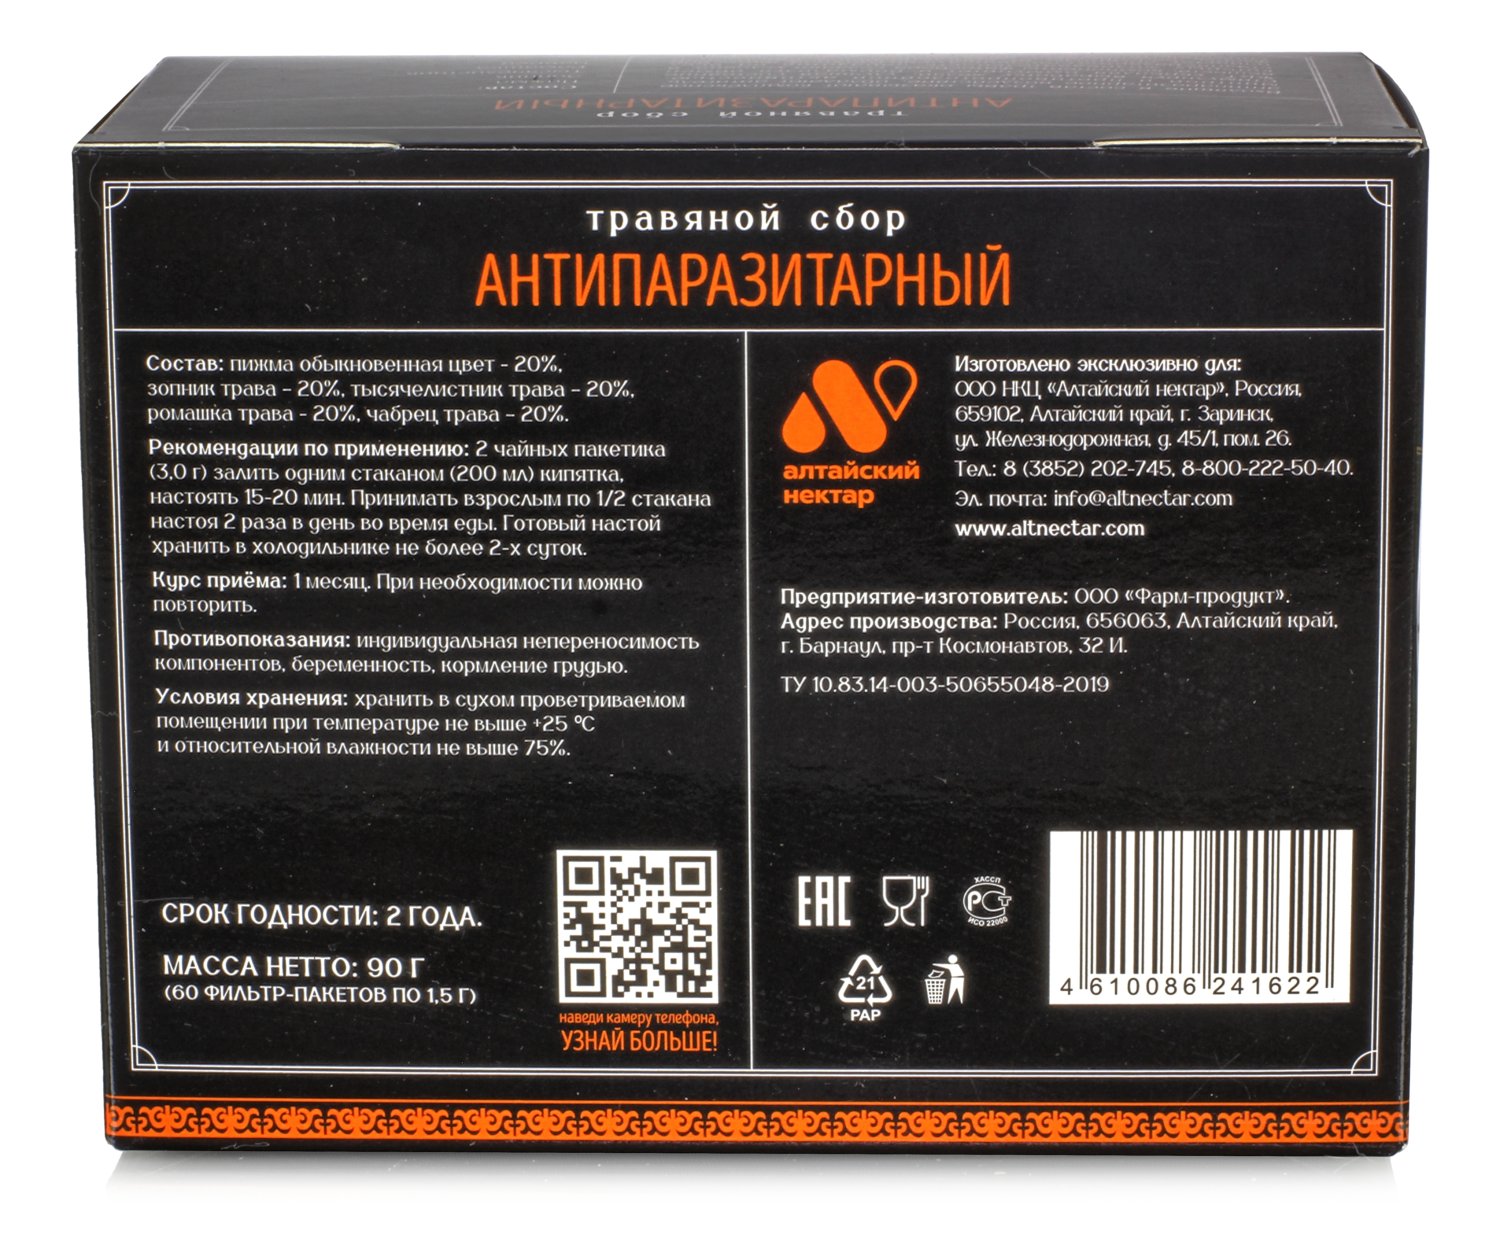 травяной сбор
АНТИПАРАЗИТАРНЫЙ
травяной сбор
АНТИПАРАЗИТАРНЫЙ
Состав: пижма обыкновенная цвет - 20%,
зопник трава - 20%, тысячелистник трава - 20%,
ромашка трава - 20%, чабрец трава - 20%.
Рекомендации по применению: 2 чайных пакетика
(3,0 г) залить одним стаканом (200 мл) кипятка,
настоять 15-20 мин. Принимать взрослым по 1/2 стакана
настоя 2 раза в день во время еды. Готовый настой
хранить в холодильнике не более 2-х суток.
Курс приёма: 1 месяц. При необходимости можно
повторить.
Противопоказания: индивидуальная непереносимость
компонентов, беременность, кормление грудью.
Условия хранения: хранить в сухом проветриваемом
помещении при температуре не выше +25 °C
и относительной влажности не выше 75%.
СРОК ГОДНОСТИ: 2 ГОДА.
МАССА НЕТТО: 90 Г
(60 ФИЛЬТР-ПАКЕТОВ ПО 1,5 Г)
наведи камеру телефона,
УЗНАЙ БОЛЬШЕ!
алтайский
нектар
Изготовлено эксклюзивно для:
ООО НКЦ «Алтайский нектар», Россия,
659102, Алтайский край, г. Заринск,
ул. Железнодорожная, д. 45/1, пом. 26.
Тел.: 8 (3852) 202-745, 8-800-222-50-40.
Эл. почта: info@altnectar.com
www.altnectar.com
Предприятие-изготовитель: ООО «Фарм-продукт».
Адрес производства: Россия, 656063, Алтайский край,
г. Барнаул, пр-т Космонавтов, 32 И.
ТУ 10.83.14-003-50655048-2019
EAC
ХАССП
РСТ
ИСО 22000
21
PAP
4 610086 241622